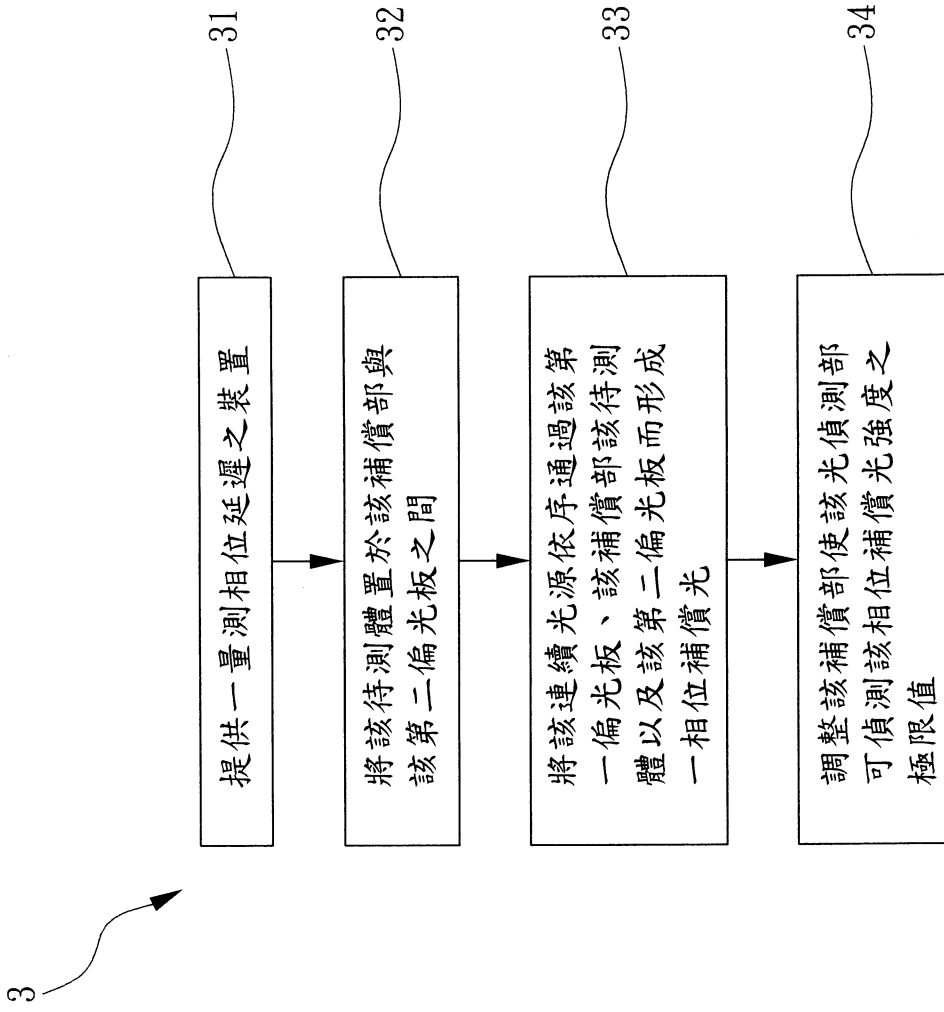 3
提供一量測相位延遲之裝置
31
將該待測體置於該補償部與
該第二偏光板之間
32
將該連續光源依序通過該第
一偏光板、該補償部該待測
體以及該第二偏光板而形成
一相位補償光
33
調整該補償部使該光偵測部
可偵測該相位補償光強度之
極限值
34